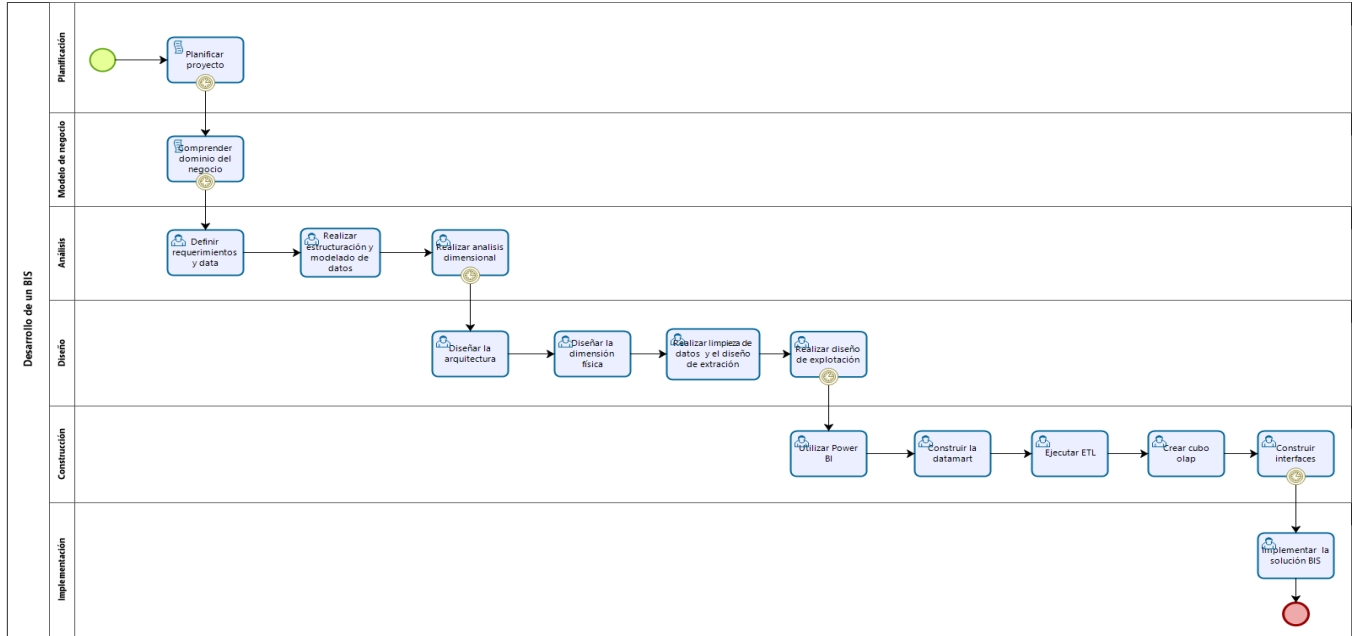 Desarrollo de un BIS
Planificación
Planificar
proyecto
Modelo de negocio
Comprender
dominio del
negocio
Análisis
Definir
requerimientos
y data
Realizar
estructuración y
modelado de
datos
Realizar analisis
dimensional
Diseño
Diseñar la
arquitectura
Diseñar la
dimensión
física
Realizar limpieza de
datos y el diseño
de extración
Realizar diseño
de explotación
Construcción
Utilizar Power
BI
Construir la
datamart
Ejecutar ETL
Crear cubo
olap
Construir
interfaces
Implementación
Implementar la
solución BIS